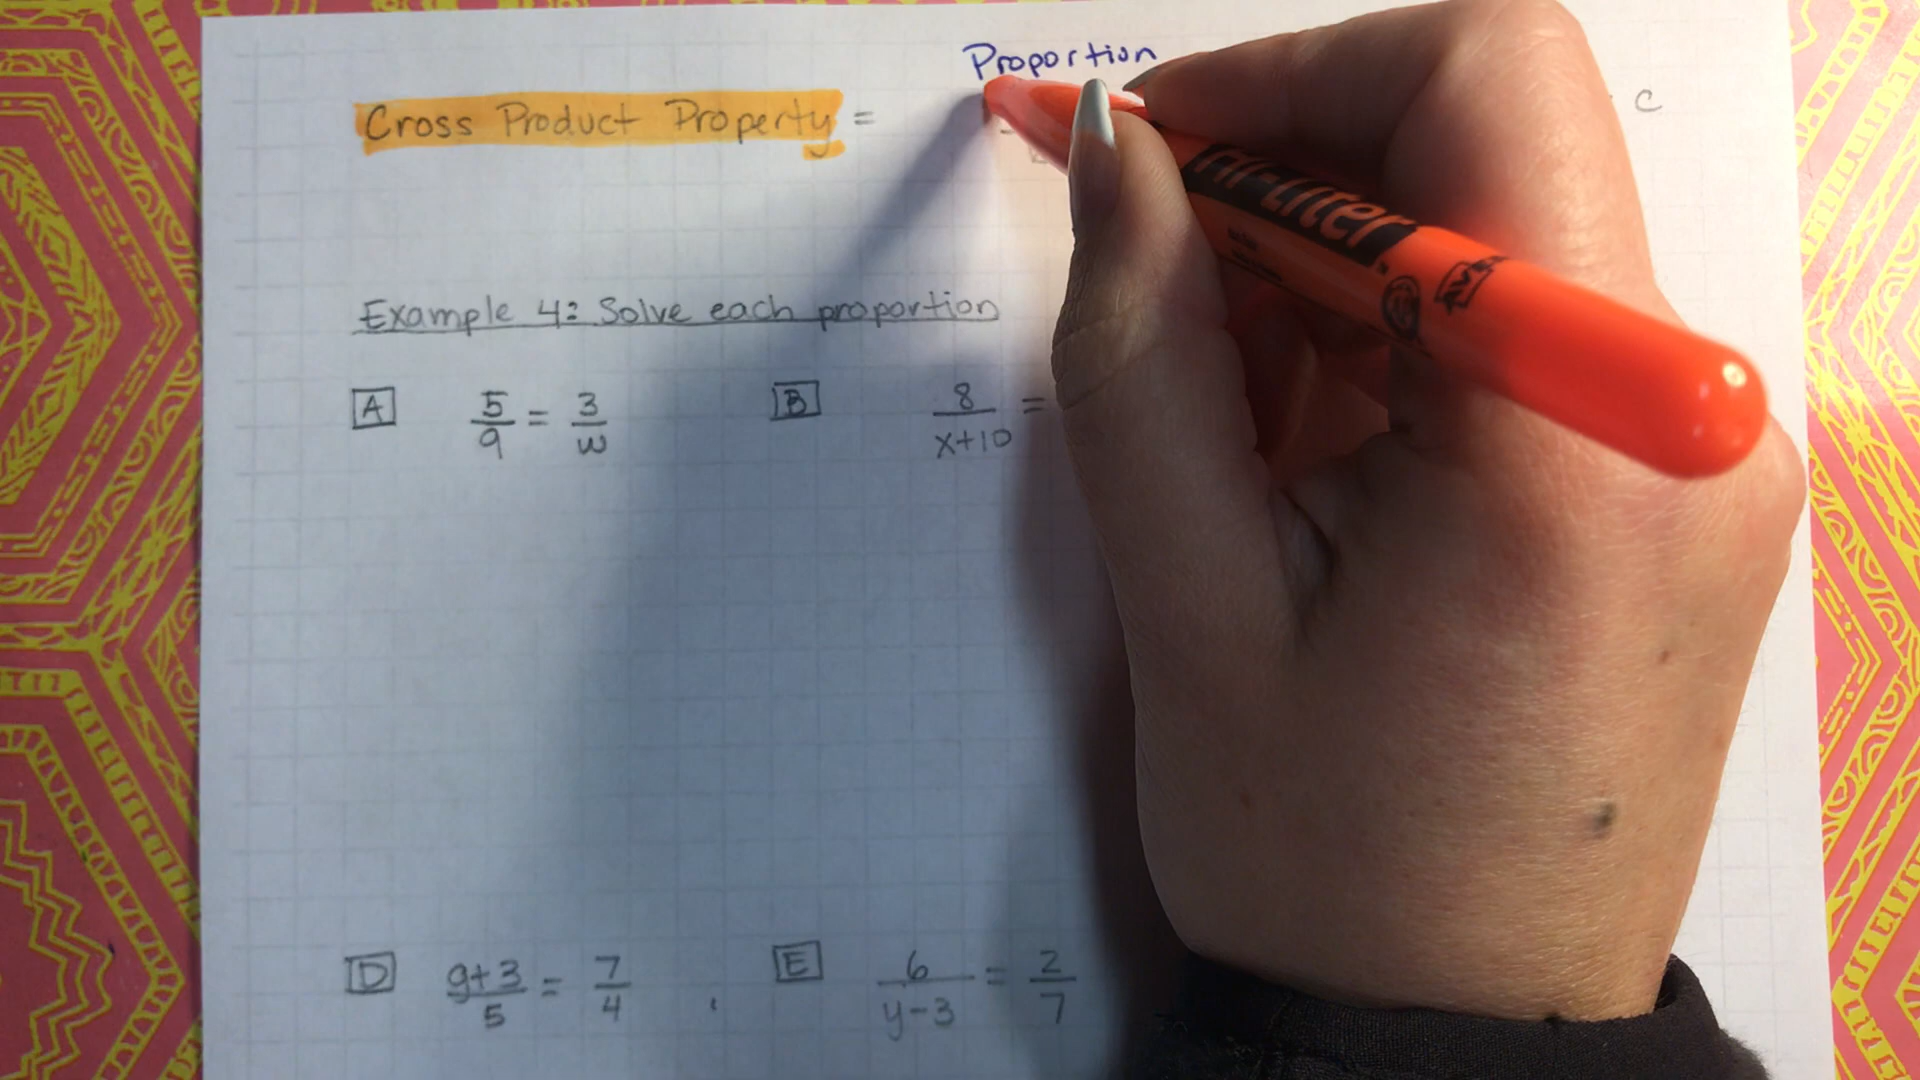 Proportion
Cross Product Property =
c
HI-LITER
Example 4: Solve each proportion
A 5/9 = 3/w
B 8/x+10 =
D g+3/5 = 7/4
E 6/y-3 = 2/7